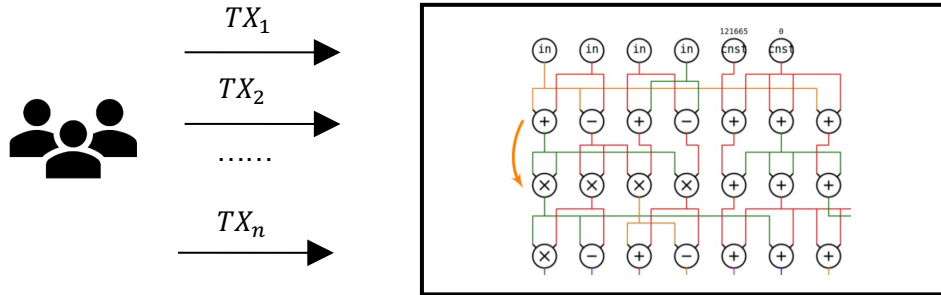 TX₁
TX₂
......
TXₙ
121665 0
in in in in cnst cnst
+ − + − + + +
× × × × + + +
× − + − + + +